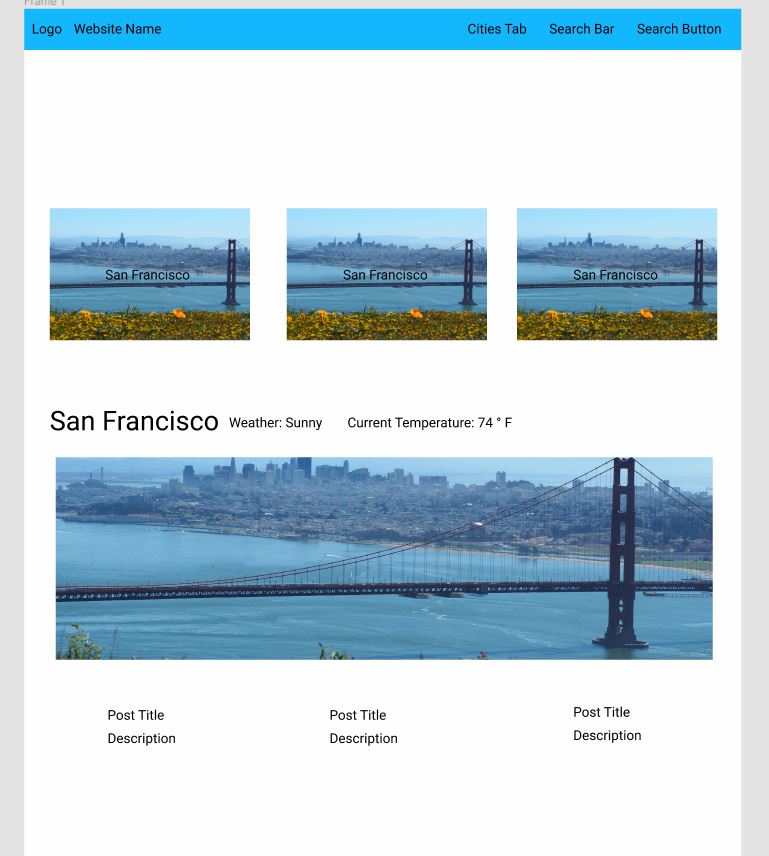 Frame 1
Logo Website Name Cities Tab Search Bar Search Button
San Francisco San Francisco San Francisco
San Francisco Weather: Sunny Current Temperature: 74 ° F
Post Title Post Title Post Title
Description Description Description